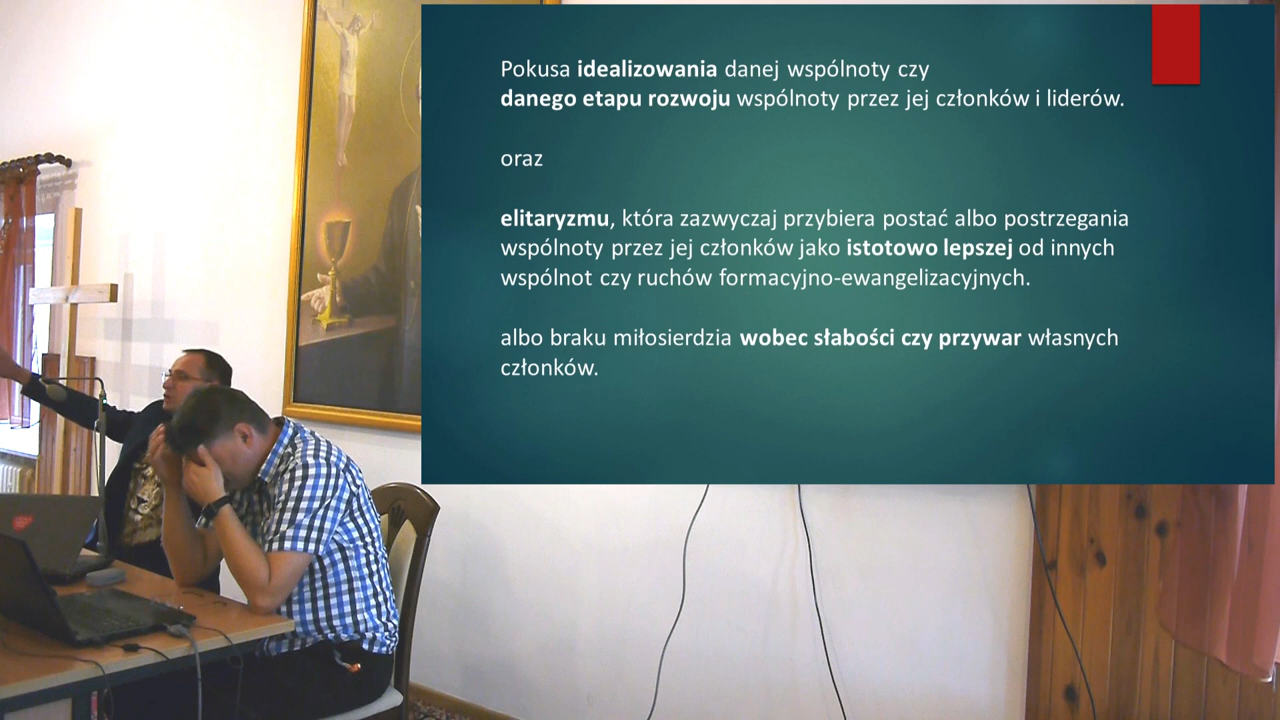 Pokusa idealizowania danej wspólnoty czy
danego etapu rozwoju wspólnoty przez jej członków i liderów.
oraz
elitaryzmu, która zazwyczaj przybiera postać albo postrzegania
wspólnoty przez jej członków jako istotowo lepszej od innych
wspólnot czy ruchów formacyjno-ewangelizacyjnych.
albo braku miłosierdzia wobec słabości czy przywar własnych
członków.